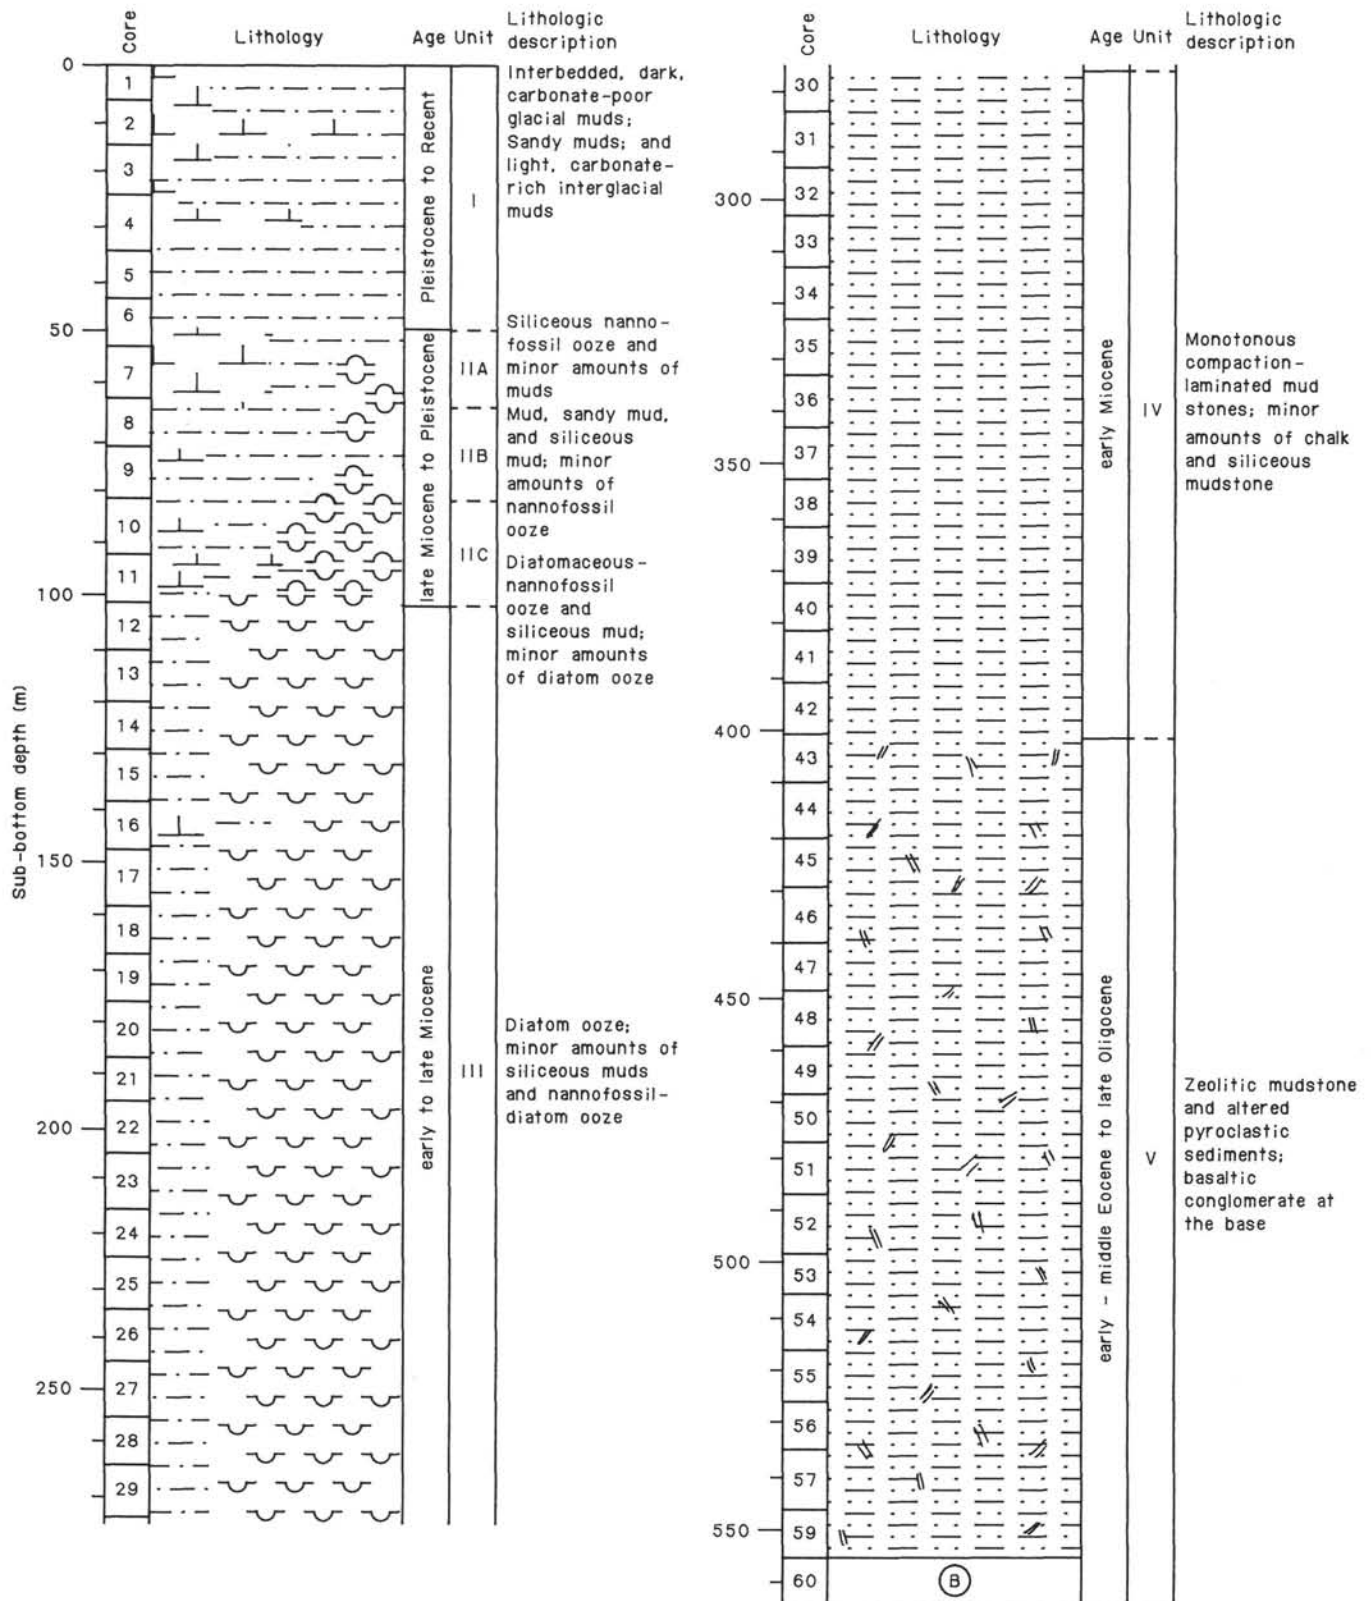 Core
Lithology
Age Unit
Lithologic
description
Sub-bottom depth (m)
0
50
100
150
200
250
1
2
3
4
5
6
7
8
9
10
11
12
13
14
15
16
17
18
19
20
21
22
23
24
25
26
27
28
29
Pleistocene to Recent
late Miocene to Pleistocene
early to late Miocene
I
IIA
IIB
IIC
III
Interbedded, dark,
carbonate-poor
glacial muds;
Sandy muds; and
light, carbonate-
rich interglacial
muds
Siliceous nanno-
fossil ooze and
minor amounts of
muds
Mud, sandy mud,
and siliceous
mud; minor
amounts of
nannofossil
ooze
Diatomaceous-
nannofossil
ooze and
siliceous mud;
minor amounts
of diatom ooze
Diatom ooze;
minor amounts of
siliceous muds
and nannofossil-
diatom ooze
Core
Lithology
Age Unit
Lithologic
description
300
350
400
450
500
550
30
31
32
33
34
35
36
37
38
39
40
41
42
43
44
45
46
47
48
49
50
51
52
53
54
55
56
57
59
60
B
early Miocene
early - middle Eocene to late Oligocene
IV
V
Monotonous
compaction-
laminated mud
stones; minor
amounts of chalk
and siliceous
mudstone
Zeolitic mudstone
and altered
pyroclastic
sediments;
basaltic
conglomerate at
the base